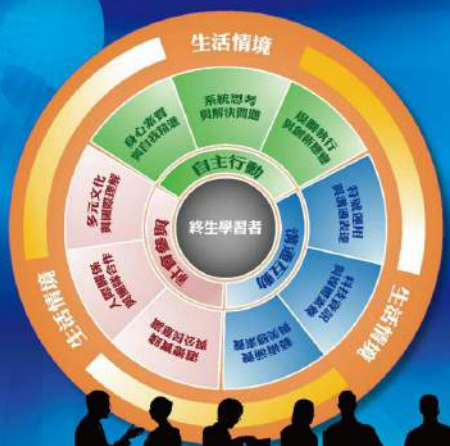 生活情境
系統思考
與解決問題
身心素質
與自我精進
規劃執行
與創新應變
自主行動
多元文化
與國際理解
符號運用
與溝通表達
社會參與
終生學習者
溝通互動
人際關係
與團隊合作
科技資訊
與媒體素養
道德實踐
與公民意識
藝術涵養
與美感素養
生活情境
生活情境